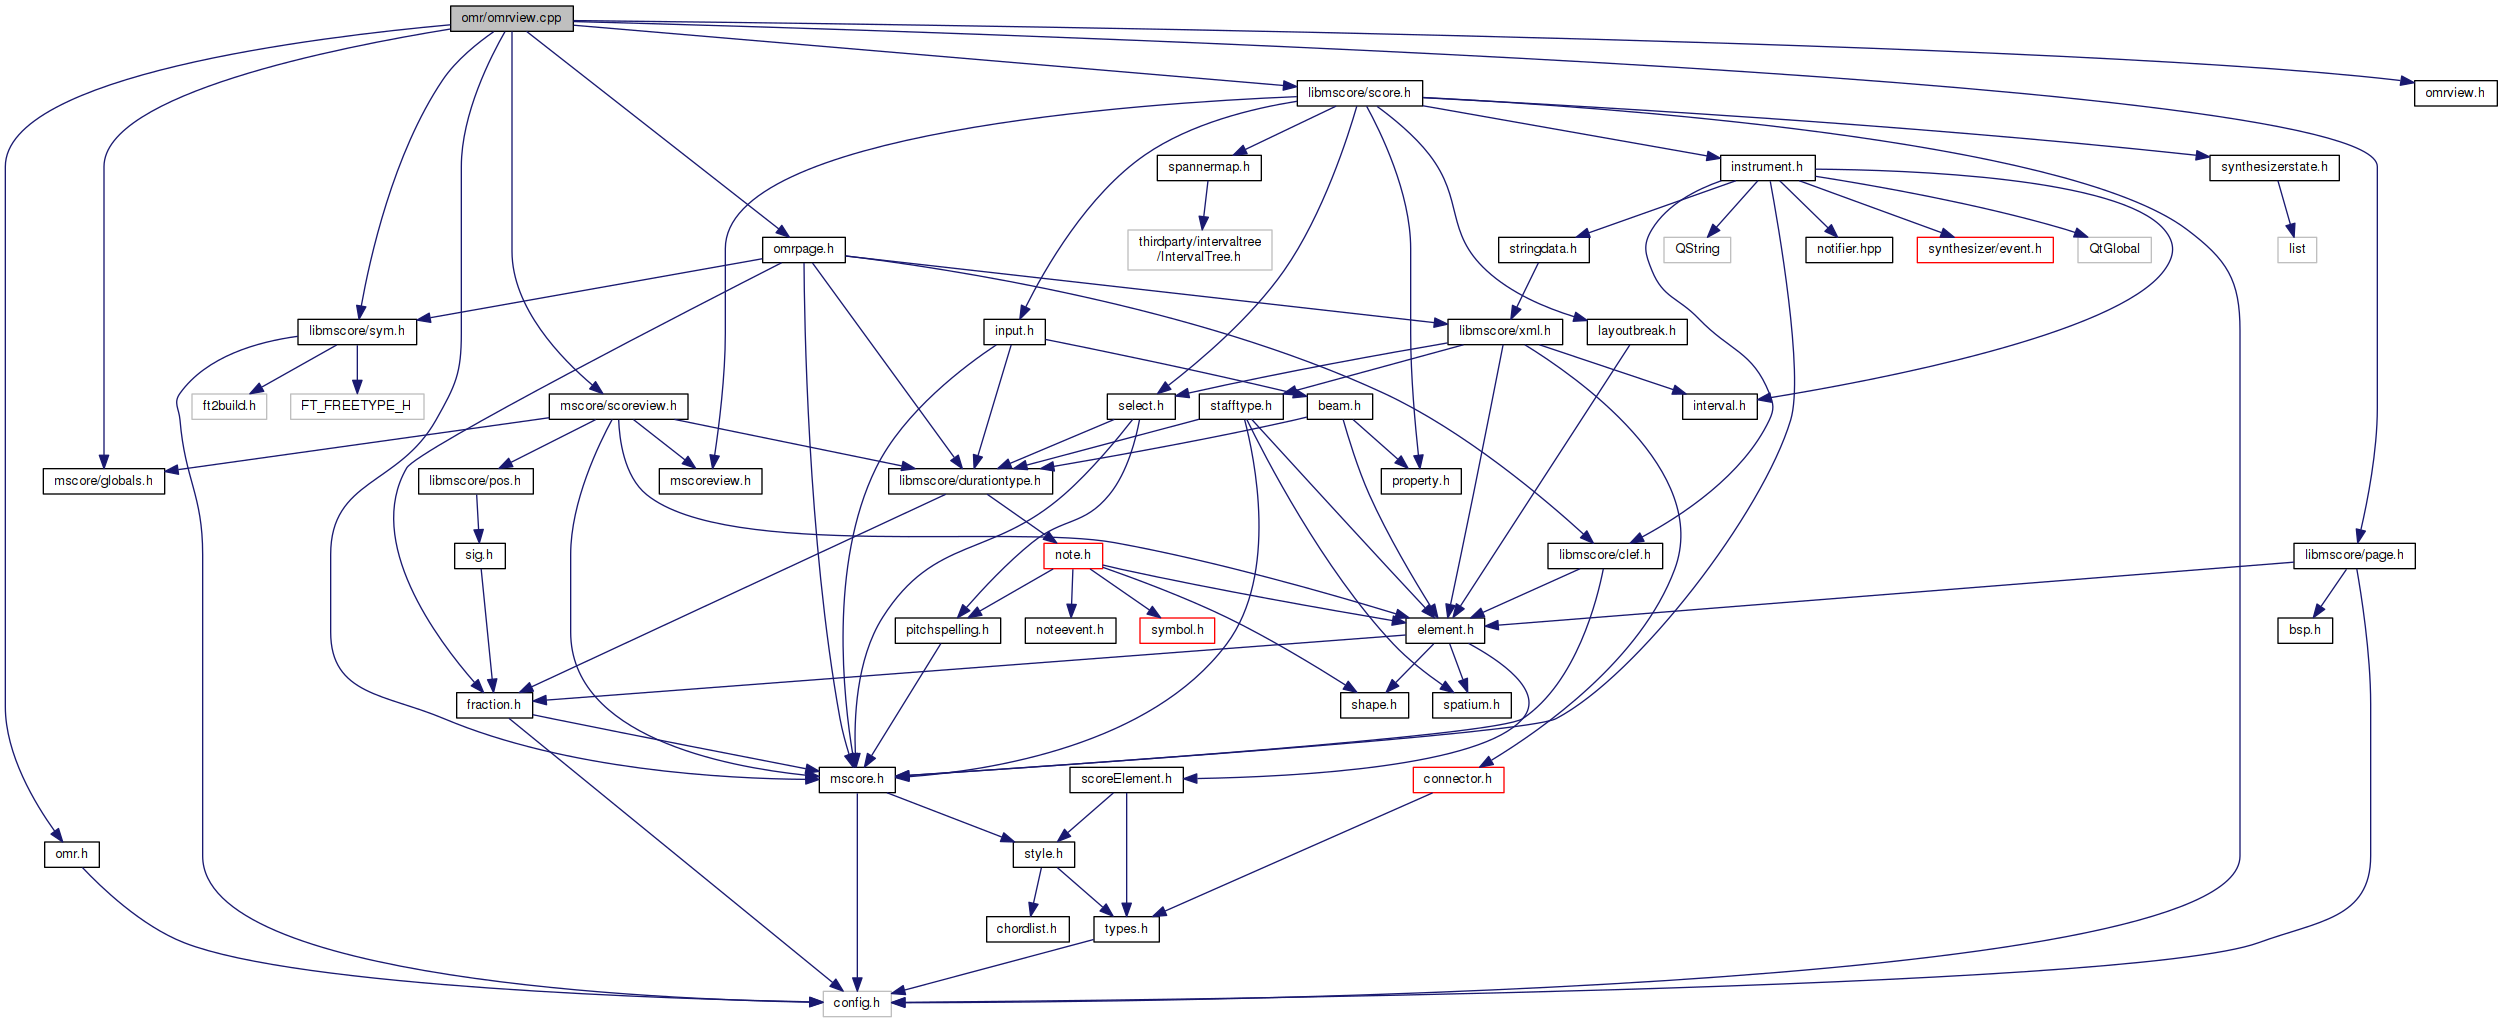 omr/omrview.cpp
libmscore/score.h
omrview.h
spannermap.h
instrument.h
synthesizerstate.h
omrpage.h
thirdparty/intervaltree
/IntervalTree.h
stringdata.h
QString
notifier.hpp
synthesizer/event.h
QtGlobal
list
libmscore/sym.h
input.h
libmscore/xml.h
layoutbreak.h
ft2build.h
FT_FREETYPE_H
mscore/scoreview.h
select.h
stafftype.h
beam.h
interval.h
mscore/globals.h
libmscore/pos.h
mscoreview.h
libmscore/durationtype.h
property.h
sig.h
note.h
libmscore/clef.h
libmscore/page.h
pitchspelling.h
noteevent.h
symbol.h
element.h
bsp.h
fraction.h
shape.h
spatium.h
mscore.h
scoreElement.h
connector.h
omr.h
style.h
chordlist.h
types.h
config.h